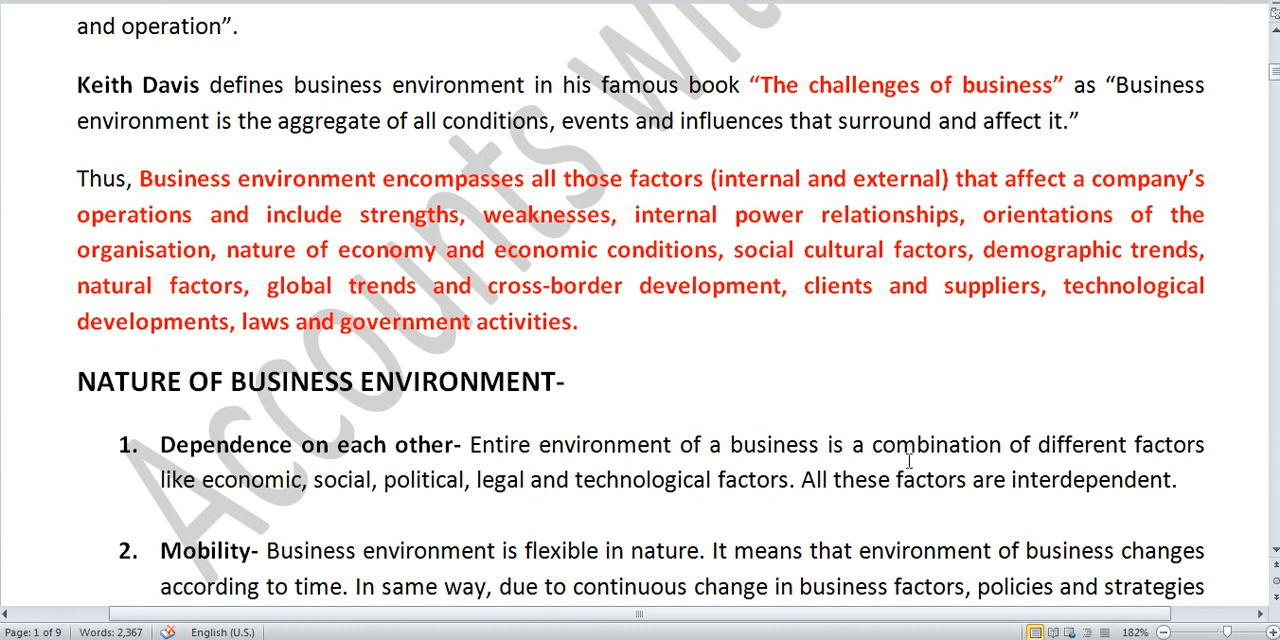 and operation”.
Keith Davis defines business environment in his famous book “The challenges of business” as “Business
environment is the aggregate of all conditions, events and influences that surround and affect it.”
Thus, Business environment encompasses all those factors (internal and external) that affect a company’s
operations and include strengths, weaknesses, internal power relationships, orientations of the
organisation, nature of economy and economic conditions, social cultural factors, demographic trends,
natural factors, global trends and cross-border development, clients and suppliers, technological
developments, laws and government activities.
NATURE OF BUSINESS ENVIRONMENT-
1. Dependence on each other- Entire environment of a business is a combination of different factors
like economic, social, political, legal and technological factors. All these factors are interdependent.
2. Mobility- Business environment is flexible in nature. It means that environment of business changes
according to time. In same way, due to continuous change in business factors, policies and strategies
Accounts
Page: 1 of 9 Words: 2,367 English (U.S.) 182%